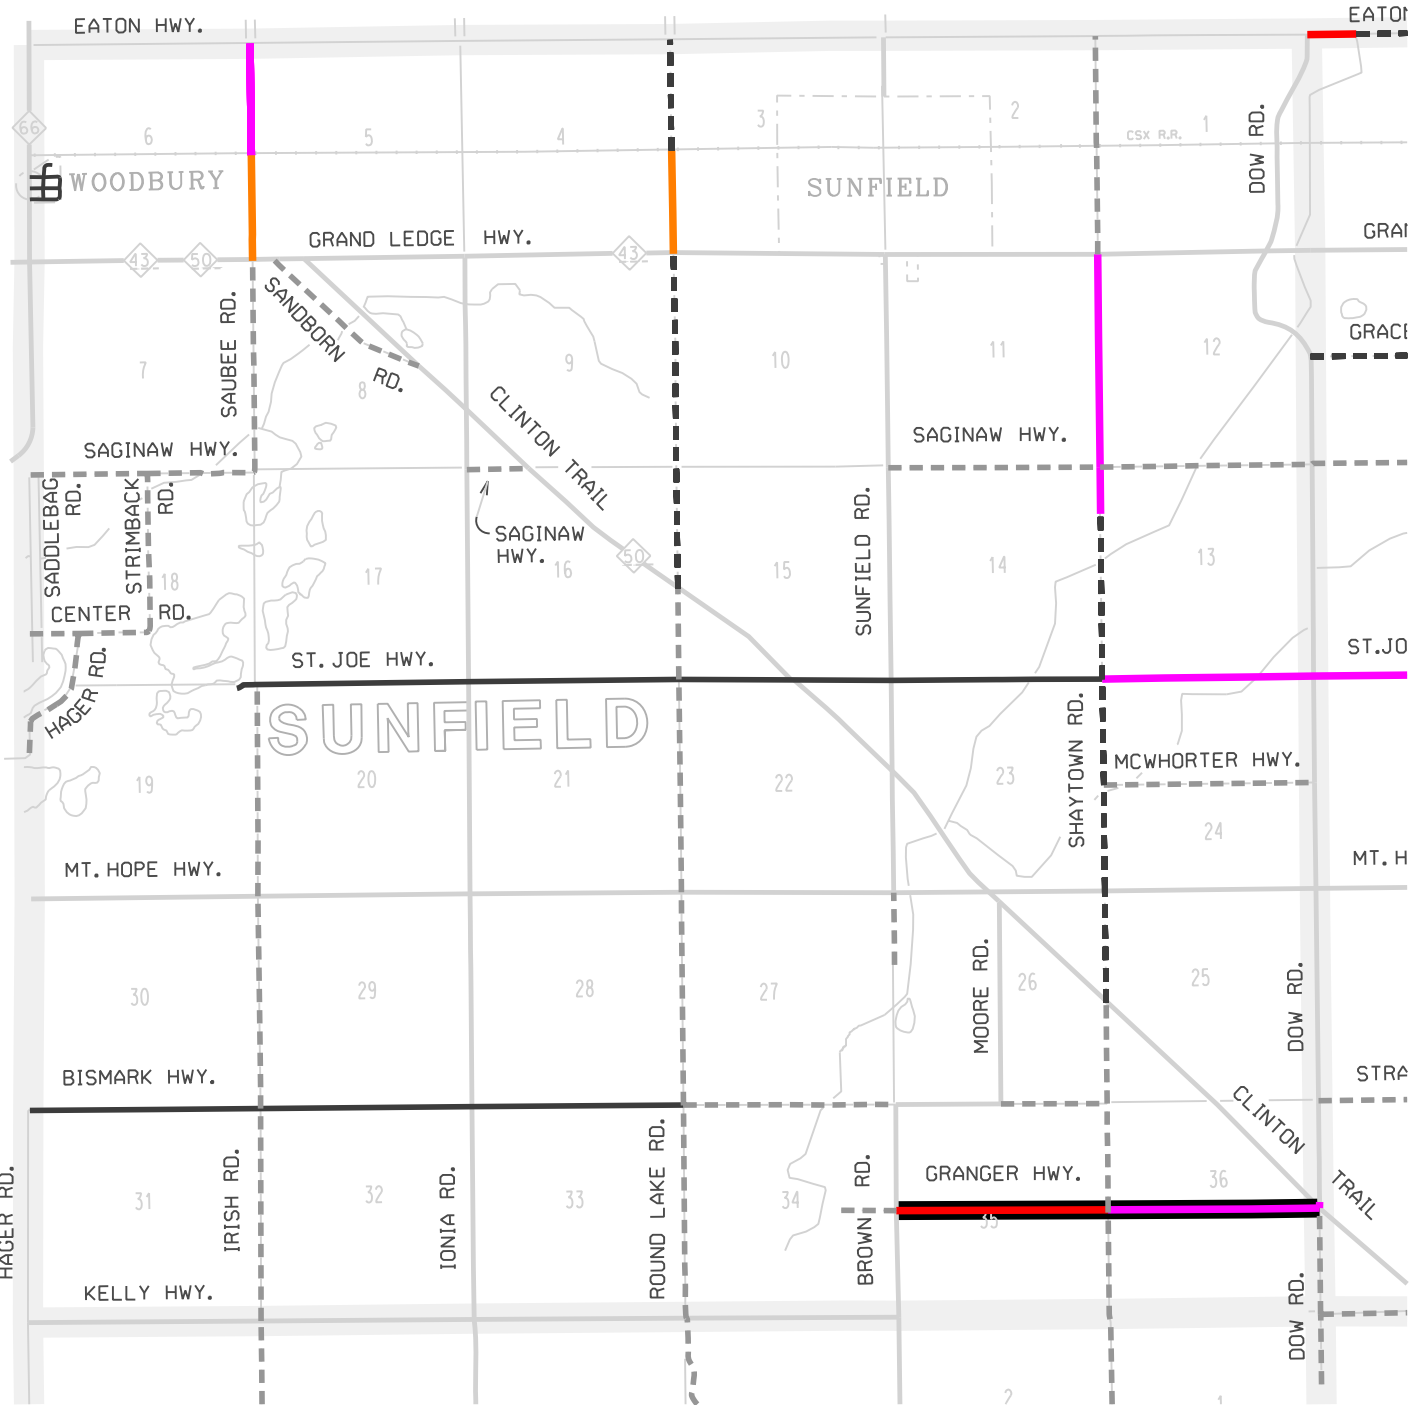 EATON HWY.
EATON
66
6
5
4
3
2
1
CSX R.R.
DOW RD.
WOODBURY
SUNFIELD
GRAND LEDGE HWY.
43
50
43
GRAN
SANDBORN
RD.
SAUBEE RD.
7
8
9
10
11
12
GRACE
CLINTON TRAIL
SAGINAW HWY.
SAGINAW HWY.
SADDLEBAG
RD.
STRIMBACK
RD.
SAGINAW
HWY.
SUNFIELD RD.
50
18
17
16
15
14
13
CENTER RD.
HAGER RD.
ST. JOE HWY.
ST. JO
SUNFIELD
SHAYTOWN RD.
MCWHORTER HWY.
19
20
21
22
23
24
MT. HOPE HWY.
MT. H
MOORE RD.
DOW RD.
30
29
28
27
26
25
BISMARK HWY.
STRA
CLINTON
TRAIL
HAGER RD.
IRISH RD.
IONIA RD.
ROUND LAKE RD.
BROWN RD.
GRANGER HWY.
31
32
33
34
35
36
KELLY HWY.
DOW RD.
2
1